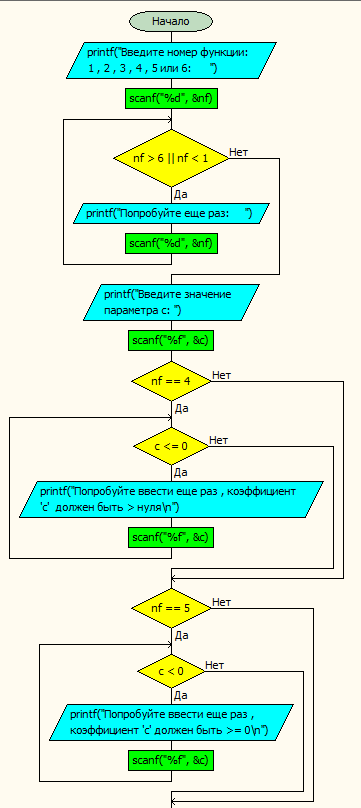 Начало
printf("Введите номер функции:
1 , 2 , 3 , 4 , 5 или 6: ")
scanf("%d", &nf)
nf > 6 || nf < 1
Нет
Да
printf("Попробуйте еще раз: ")
scanf("%d", &nf)
printf("Введите значение
параметра с: ")
scanf("%f", &c)
nf == 4
Нет
Да
c <= 0
Нет
Да
printf("Попробуйте ввести еще раз , коэффициент
'c' должен быть > нуля\n")
scanf("%f", &c)
nf == 5
Нет
Да
c < 0
Нет
Да
printf("Попробуйте ввести еще раз ,
коэффициент 'c' должен быть >= 0\n")
scanf("%f", &c)